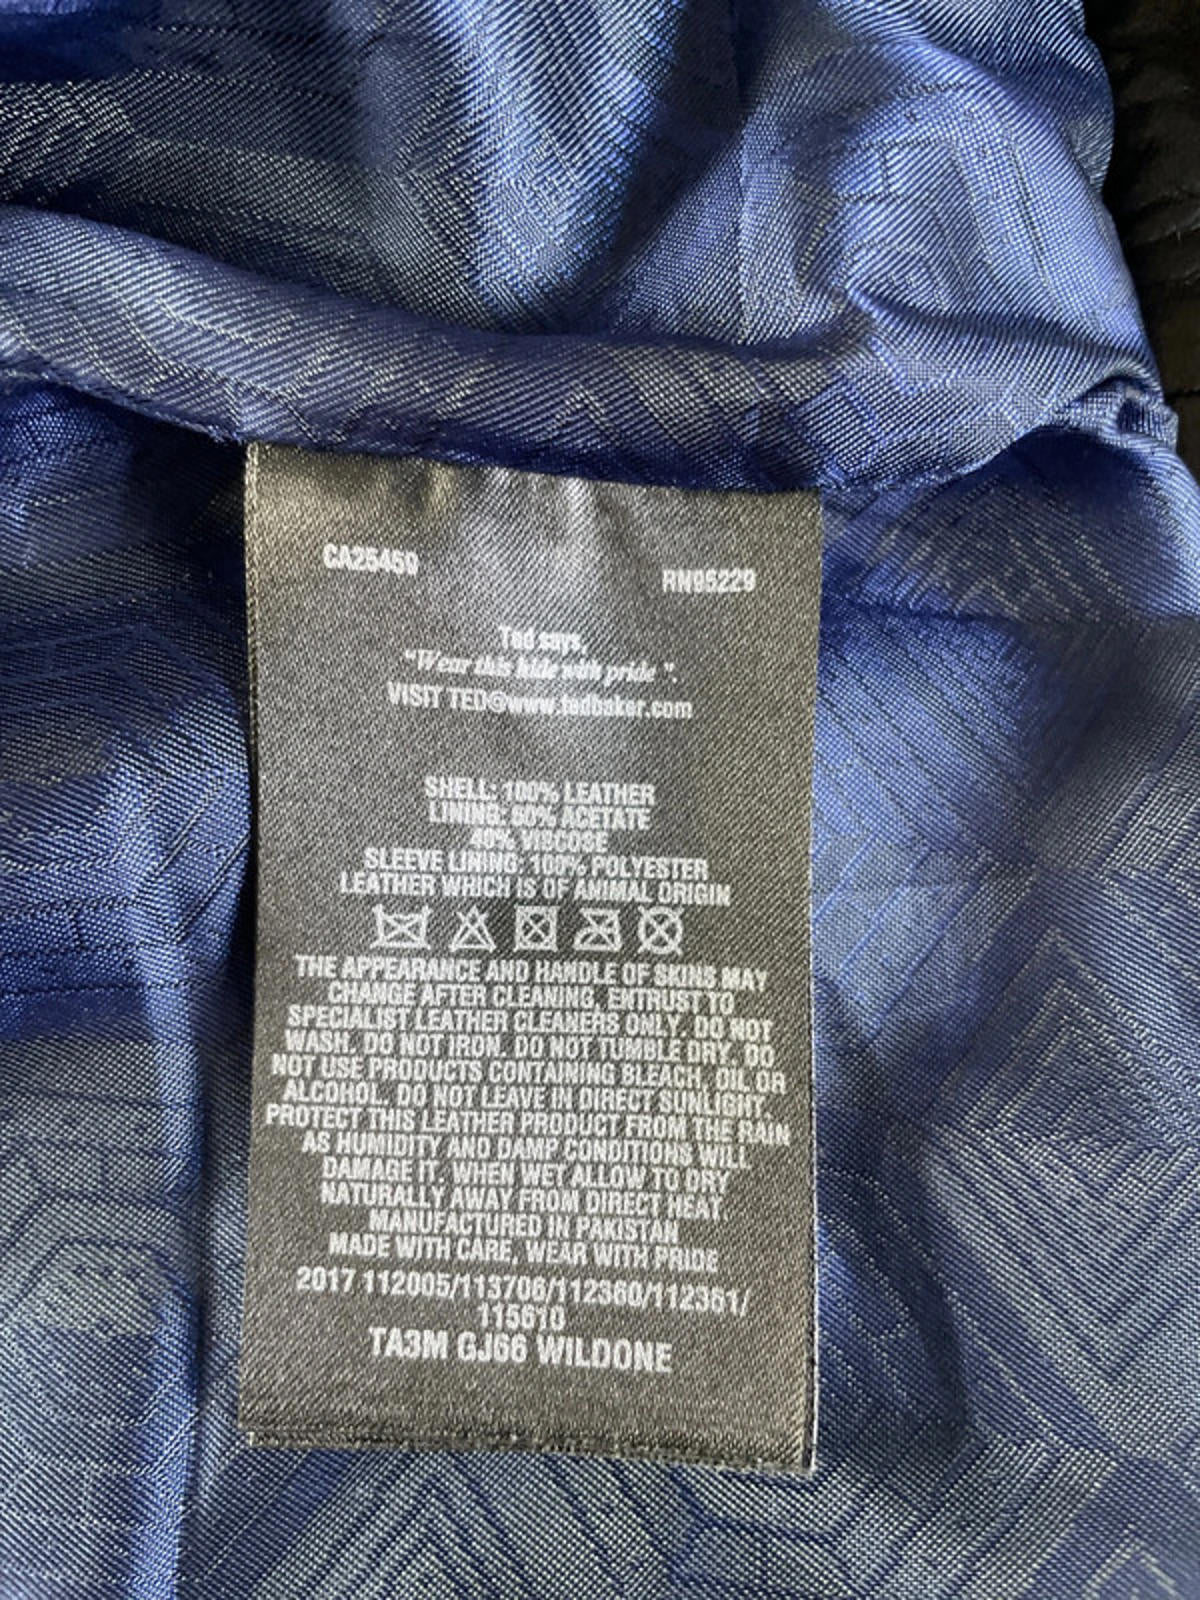 CA25459
RN95229
Ted says,
"Wear this hide with pride ".
VISIT TED@www.tedbaker.com
SHELL: 100% LEATHER
LINING: 60% ACETATE
40% VISCOSE
SLEEVE LINING: 100% POLYESTER
LEATHER WHICH IS OF ANIMAL ORIGIN
THE APPEARANCE AND HANDLE OF SKINS MAY
CHANGE AFTER CLEANING. ENTRUST TO
SPECIALIST LEATHER CLEANERS ONLY. DO NOT
WASH. DO NOT IRON. DO NOT TUMBLE DRY. DO
NOT USE PRODUCTS CONTAINING BLEACH, OIL OR
ALCOHOL. DO NOT LEAVE IN DIRECT SUNLIGHT.
PROTECT THIS LEATHER PRODUCT FROM THE RAIN
AS HUMIDITY AND DAMP CONDITIONS WILL
DAMAGE IT. WHEN WET ALLOW TO DRY
NATURALLY AWAY FROM DIRECT HEAT.
MANUFACTURED IN PAKISTAN
MADE WITH CARE, WEAR WITH PRIDE
2017 112005/113706/112360/112361/
115610
TA3M GJ66 WILDONE